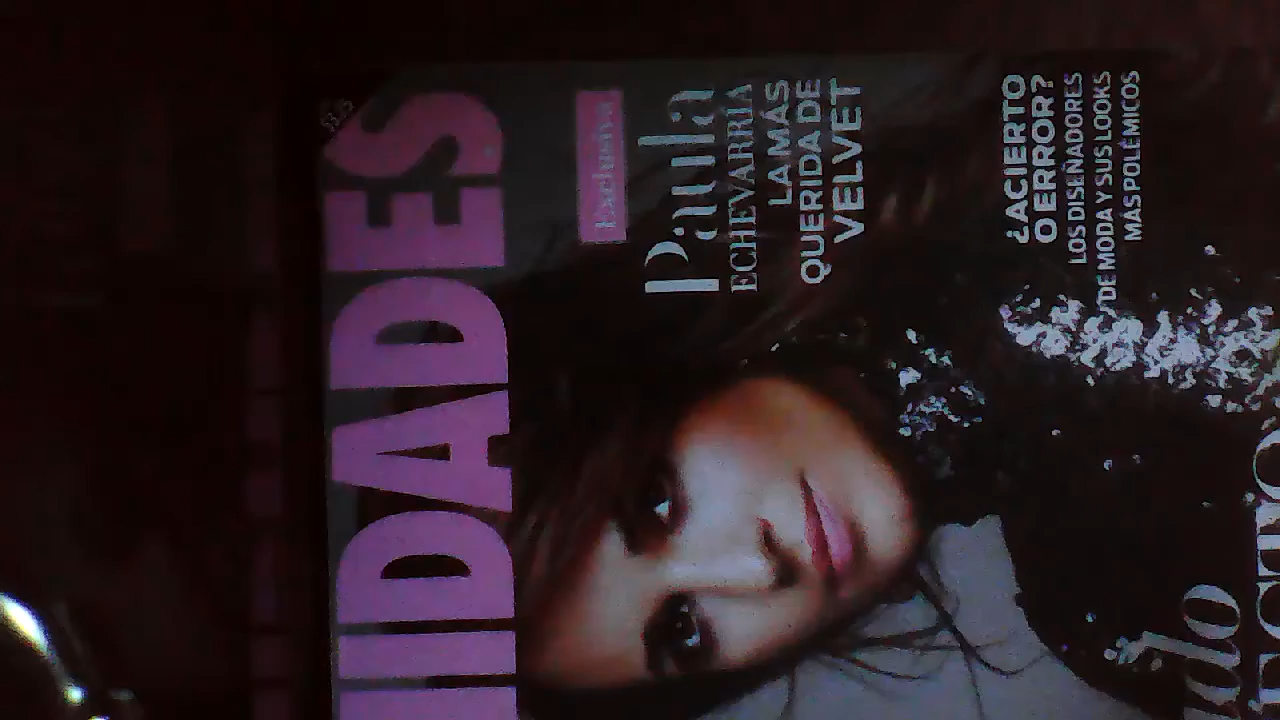 IDADES
Exclusiva
Paula
ECHEVARRÍA
LA MÁS
QUERIDA DE
VELVET
¿ACIERTO
O ERROR?
LOS DISEÑADORES
DE MODA Y SUS LOOKS
MÁS POLÉMICOS